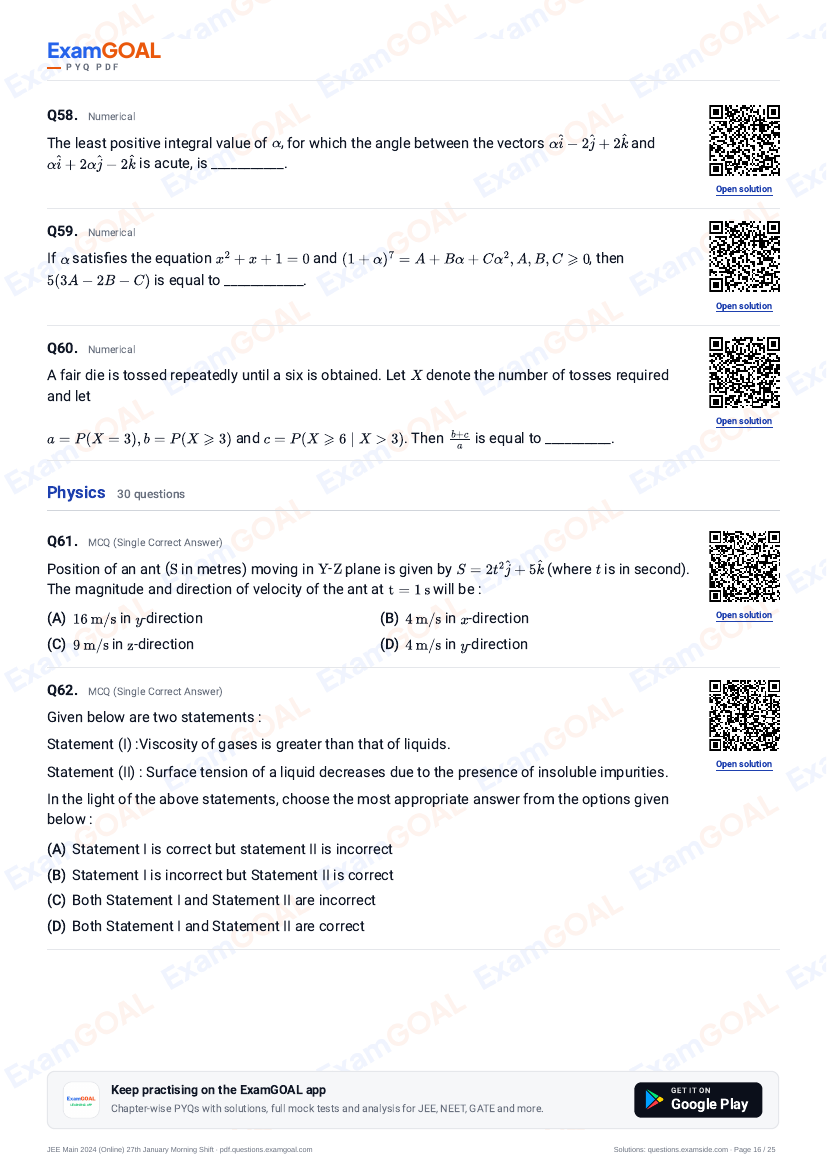 ExamGOAL
PYQ PDF
Q58. Numerical
The least positive integral value of α, for which the angle between the vectors αî − 2ĵ + 2k̂ and
αî + 2αĵ − 2k̂ is acute, is ___________.
Open solution
Q59. Numerical
If α satisfies the equation x² + x + 1 = 0 and (1 + α)⁷ = A + Bα + Cα², A, B, C ⩾ 0, then
5(3A − 2B − C) is equal to ____________.
Open solution
Q60. Numerical
A fair die is tossed repeatedly until a six is obtained. Let X denote the number of tosses required
and let
Open solution
a = P(X = 3), b = P(X ⩾ 3) and c = P(X ⩾ 6 | X > 3). Then (b+c)/a is equal to __________.
Physics 30 questions
Q61. MCQ (Single Correct Answer)
Position of an ant (S in metres) moving in Y-Z plane is given by S = 2t²ĵ + 5k̂ (where t is in second).
The magnitude and direction of velocity of the ant at t = 1 s will be :
Open solution
(A) 16 m/s in y-direction (B) 4 m/s in x-direction
(C) 9 m/s in z-direction (D) 4 m/s in y-direction
Q62. MCQ (Single Correct Answer)
Given below are two statements :
Statement (I) :Viscosity of gases is greater than that of liquids.
Statement (II) : Surface tension of a liquid decreases due to the presence of insoluble impurities.
Open solution
In the light of the above statements, choose the most appropriate answer from the options given
below :
(A) Statement I is correct but statement II is incorrect
(B) Statement I is incorrect but Statement II is correct
(C) Both Statement I and Statement II are incorrect
(D) Both Statement I and Statement II are correct
ExamGOAL
Keep practising on the ExamGOAL app
Chapter-wise PYQs with solutions, full mock tests and analysis for JEE, NEET, GATE and more.
GET IT ON
Google Play
JEE Main 2024 (Online) 27th January Morning Shift · pdf.questions.examgoal.com
Solutions: questions.examside.com · Page 16 / 25